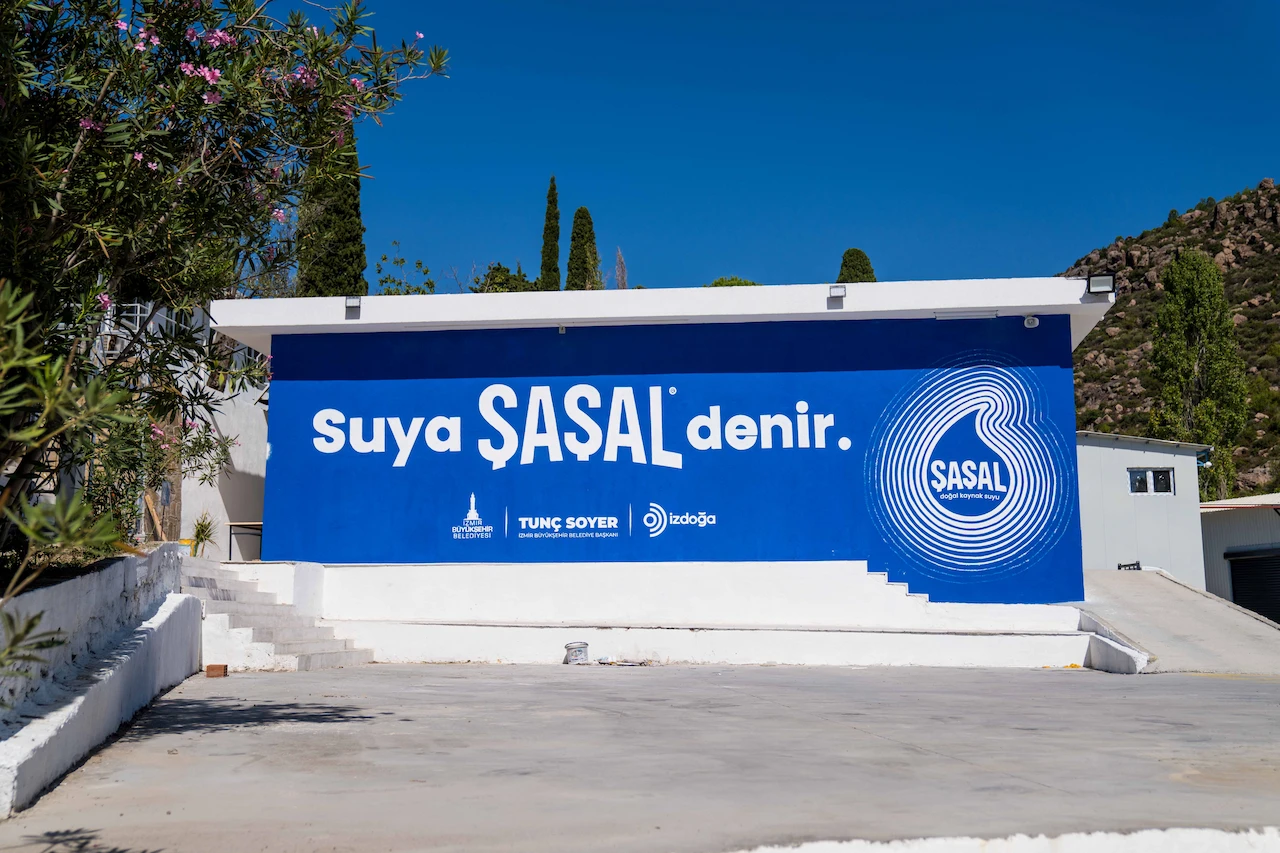 Suya ŞAŞAL® denir.
ŞAŞAL
doğal kaynak suyu
İZMİR
BÜYÜKŞEHİR
BELEDİYESİ
TUNÇ SOYER
İZMİR BÜYÜKŞEHİR BELEDİYE BAŞKANI
izdoğa